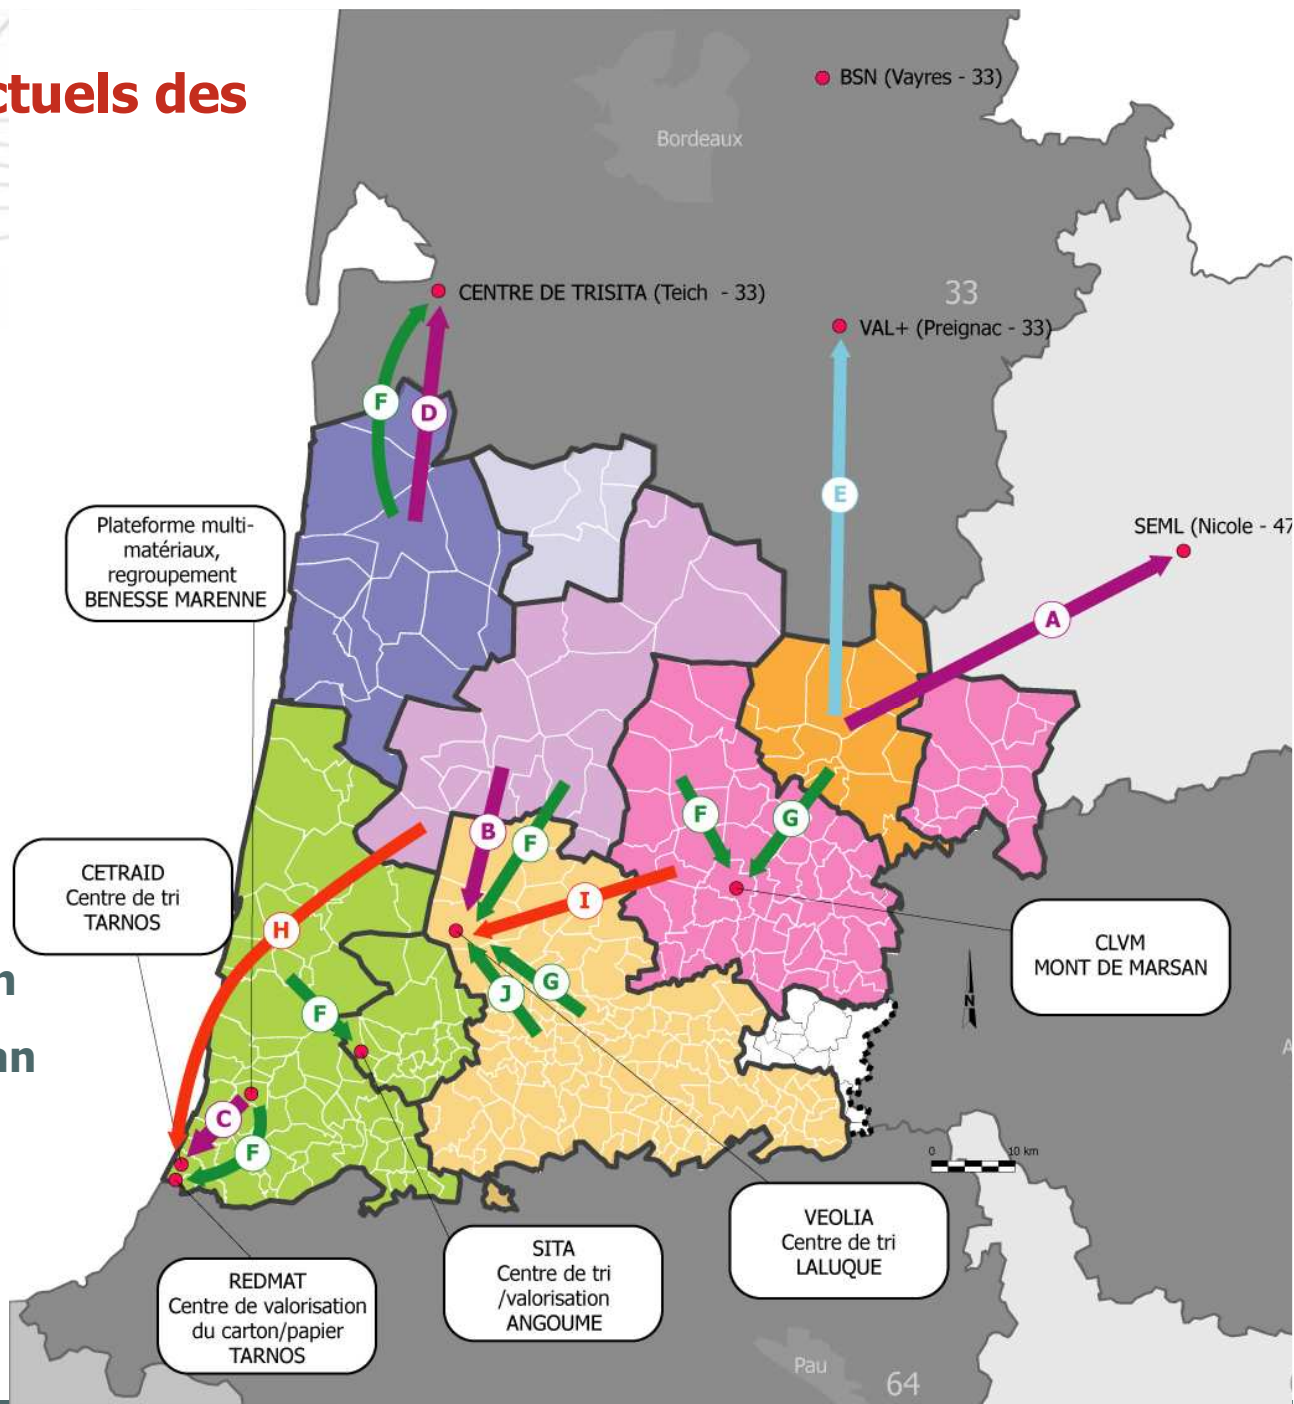 ctuels des
BSN (Vayres - 33)
Bordeaux
CENTRE DE TRISITA (Teich - 33)
33
VAL+ (Preignac - 33)
F
D
E
SEML (Nicole - 47
Plateforme multi-
matériaux,
regroupement
BENESSE MARENNE
A
B
F
F
G
CETRAID
Centre de tri
TARNOS
H
I
CLVM
MONT DE MARSAN
n
G
J
F
N
an
A
C
F
0
10 km
VEOLIA
Centre de tri
LALUQUE
SITA
Centre de tri
/valorisation
ANGOUME
REDMAT
Centre de valorisation
du carton/papier
TARNOS
Pau
64